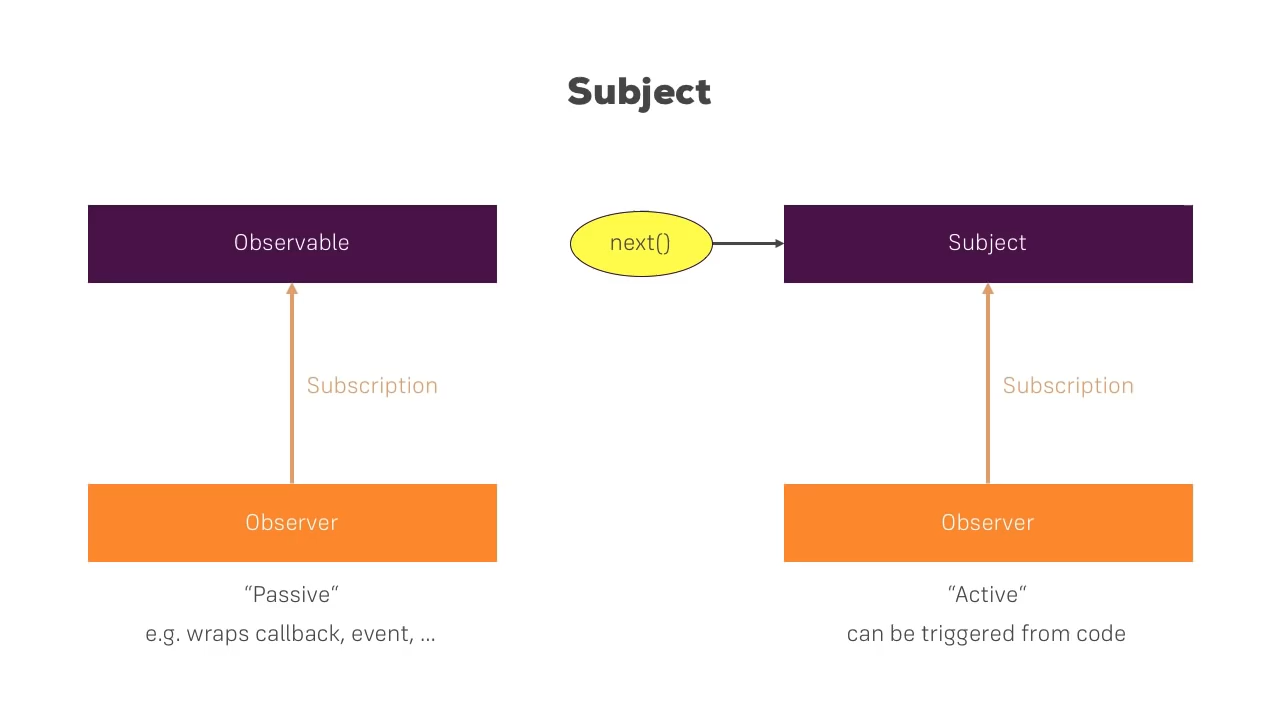 Subject
Observable
next()
Subject
Subscription
Subscription
Observer
Observer
“Passive“
“Active“
e.g. wraps callback, event, ...
can be triggered from code